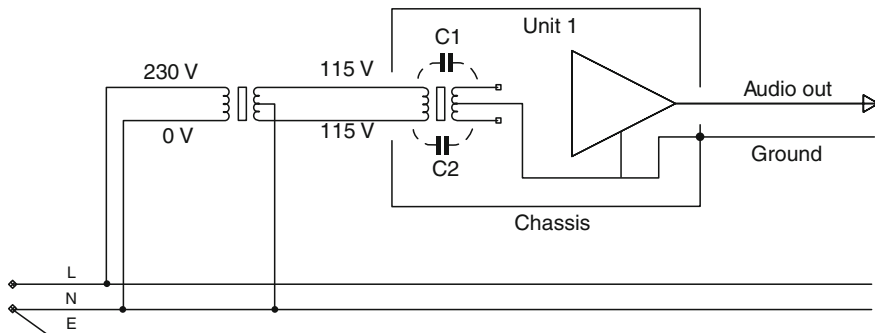 Unit 1
C1
230 V
115 V
Audio out
0 V
115 V
C2
Ground
Chassis
L
N
E